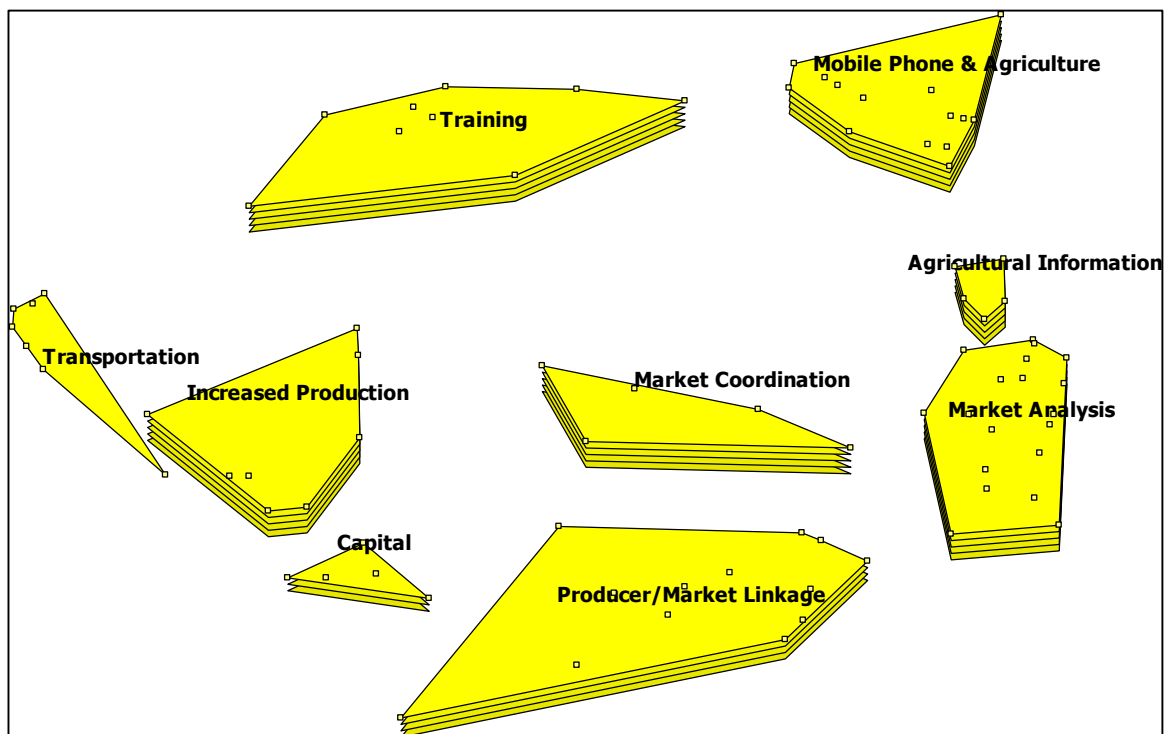 Mobile Phone & Agriculture
Training
Agricultural Information
Transportation
Increased Production
Market Coordination
Market Analysis
Capital
Producer/Market Linkage